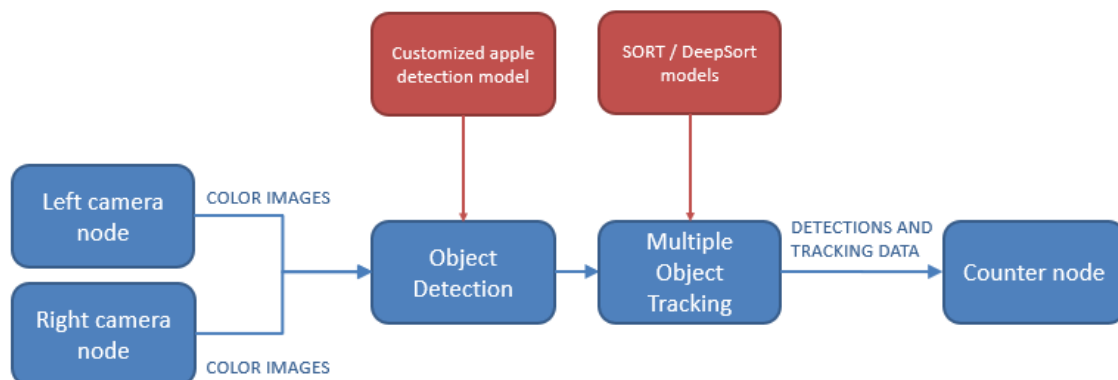 Customized apple
detection model
SORT / DeepSort
models
Left camera
node
COLOR IMAGES
Object
Detection
Multiple
Object
Tracking
DETECTIONS AND
TRACKING DATA
Counter node
Right camera
node
COLOR IMAGES